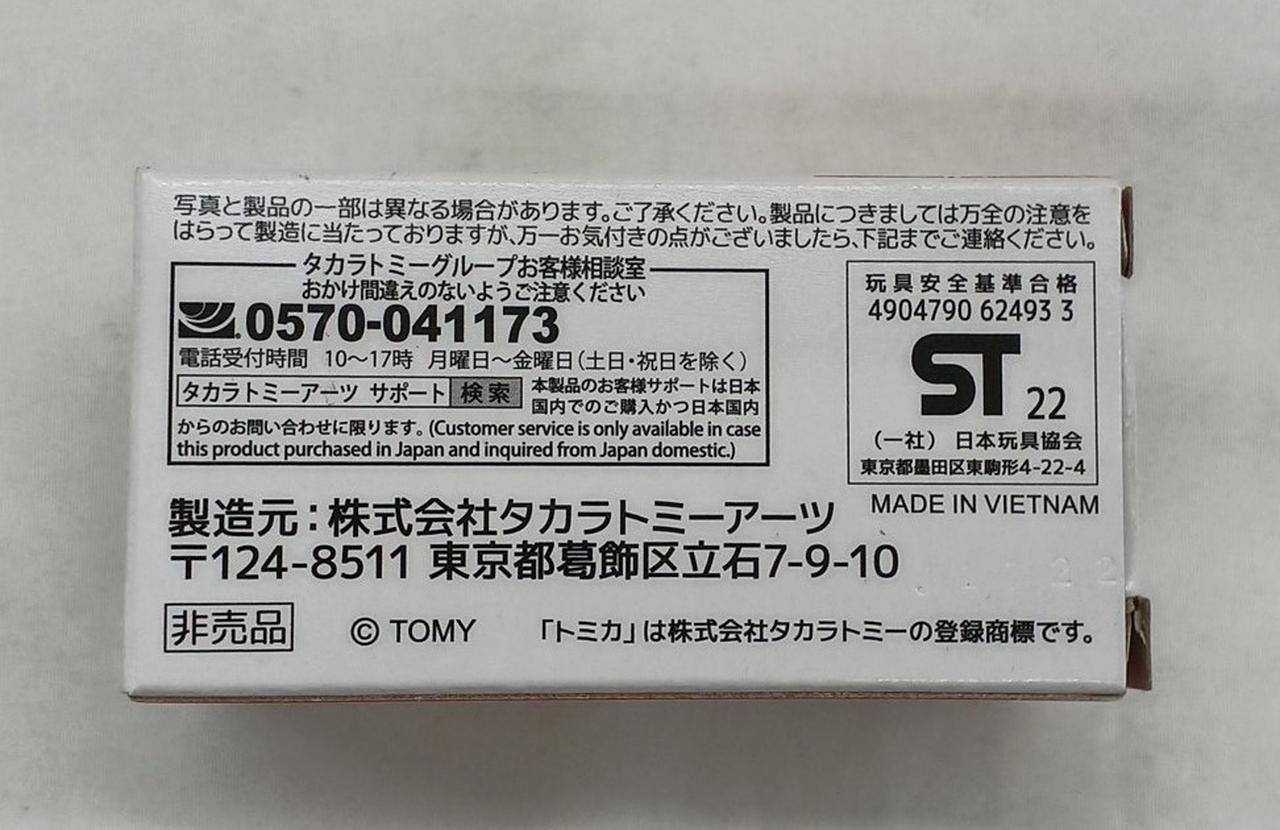 写真と製品の一部は異なる場合があります。ご了承ください。製品につきましては万全の注意を
はらって製造に当たっておりますが、万一お気付きの点がございましたら、下記までご連絡ください。
タカラトミーグループお客様相談室
おかけ間違えのないようご注意ください
0570-041173
電話受付時間 10〜17時 月曜日〜金曜日(土日・祝日を除く)
タカラトミーアーツ サポート 検索
本製品のお客様サポートは日本
国内でのご購入かつ日本国内
からのお問い合わせに限ります。(Customer service is only available in case
this product purchased in Japan and inquired from Japan domestic.)
玩具安全基準合格
4904790 62493 3
ST 22
(一社) 日本玩具協会
東京都墨田区東駒形4-22-4
MADE IN VIETNAM
製造元:株式会社タカラトミーアーツ
〒124-8511 東京都葛飾区立石7-9-10
非売品 © TOMY 「トミカ」は株式会社タカラトミーの登録商標です。